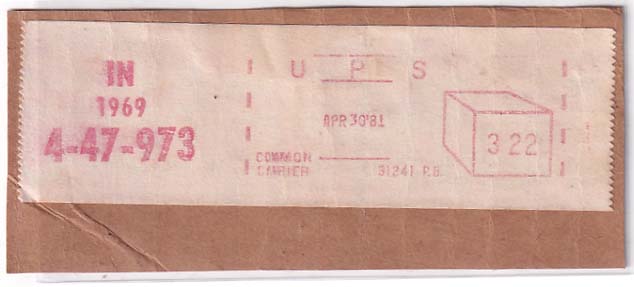 IN
1969
4-47-973
U P S
APR 30'81
COMMON
CARRIER
31241 P.B.
3 22